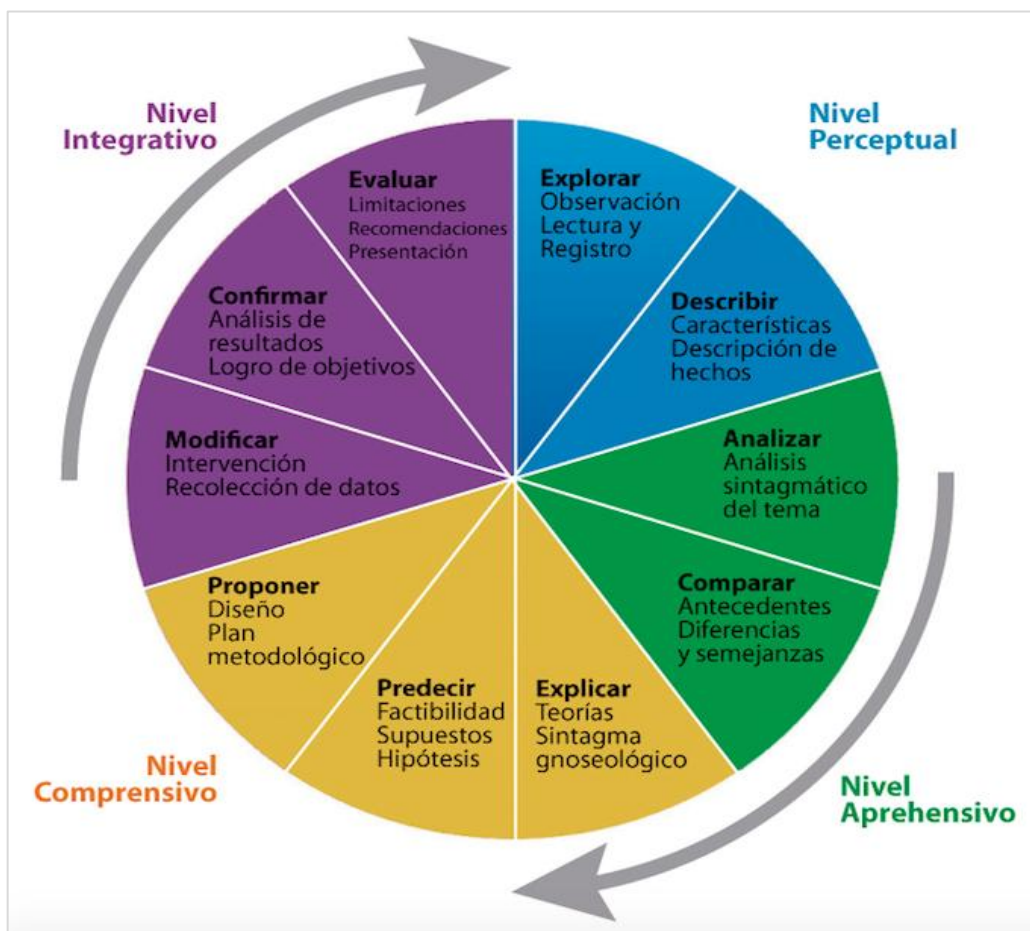 Nivel
Integrativo
Nivel
Perceptual
Evaluar
Limitaciones
Recomendaciones
Presentación
Explorar
Observación
Lectura y
Registro
Confirmar
Análisis de
resultados
Logro de objetivos
Describir
Características
Descripción de
hechos
Modificar
Intervención
Recolección de datos
Analizar
Análisis
sintagmático
del tema
Proponer
Diseño
Plan
metodológico
Comparar
Antecedentes
Diferencias
y semejanzas
Predecir
Factibilidad
Supuestos
Hipótesis
Explicar
Teorías
Sintagma
gnoseológico
Nivel
Comprensivo
Nivel
Aprehensivo